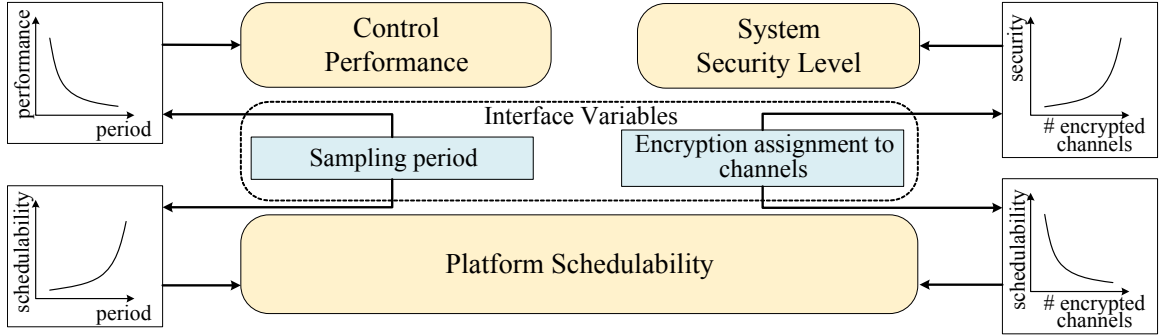 performance
period
Control
Performance
System
Security Level
security
# encrypted
channels
Interface Variables
Sampling period
Encryption assignment to
channels
schedulability
period
Platform Schedulability
schedulability
# encrypted
channels